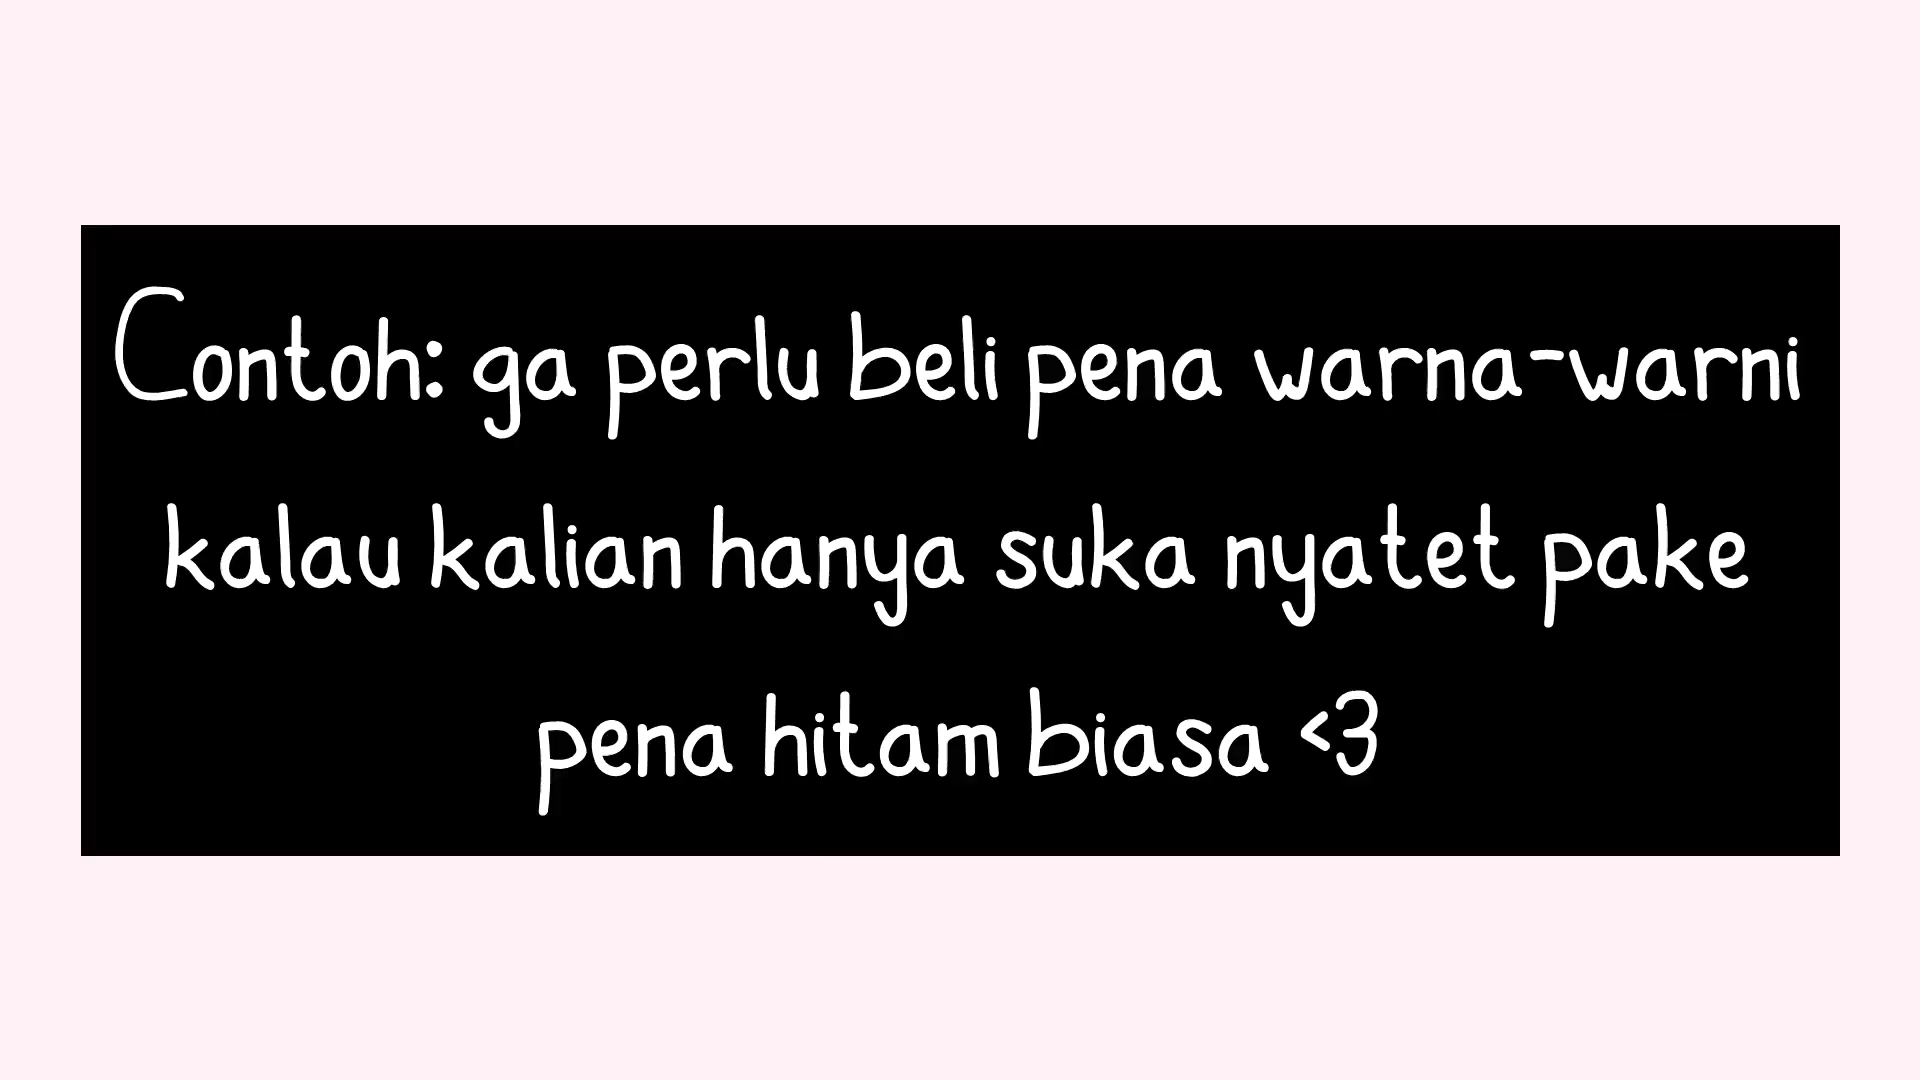 Contoh: ga perlu beli pena warna-warni
kalau kalian hanya suka nyatet pake
pena hitam biasa <3